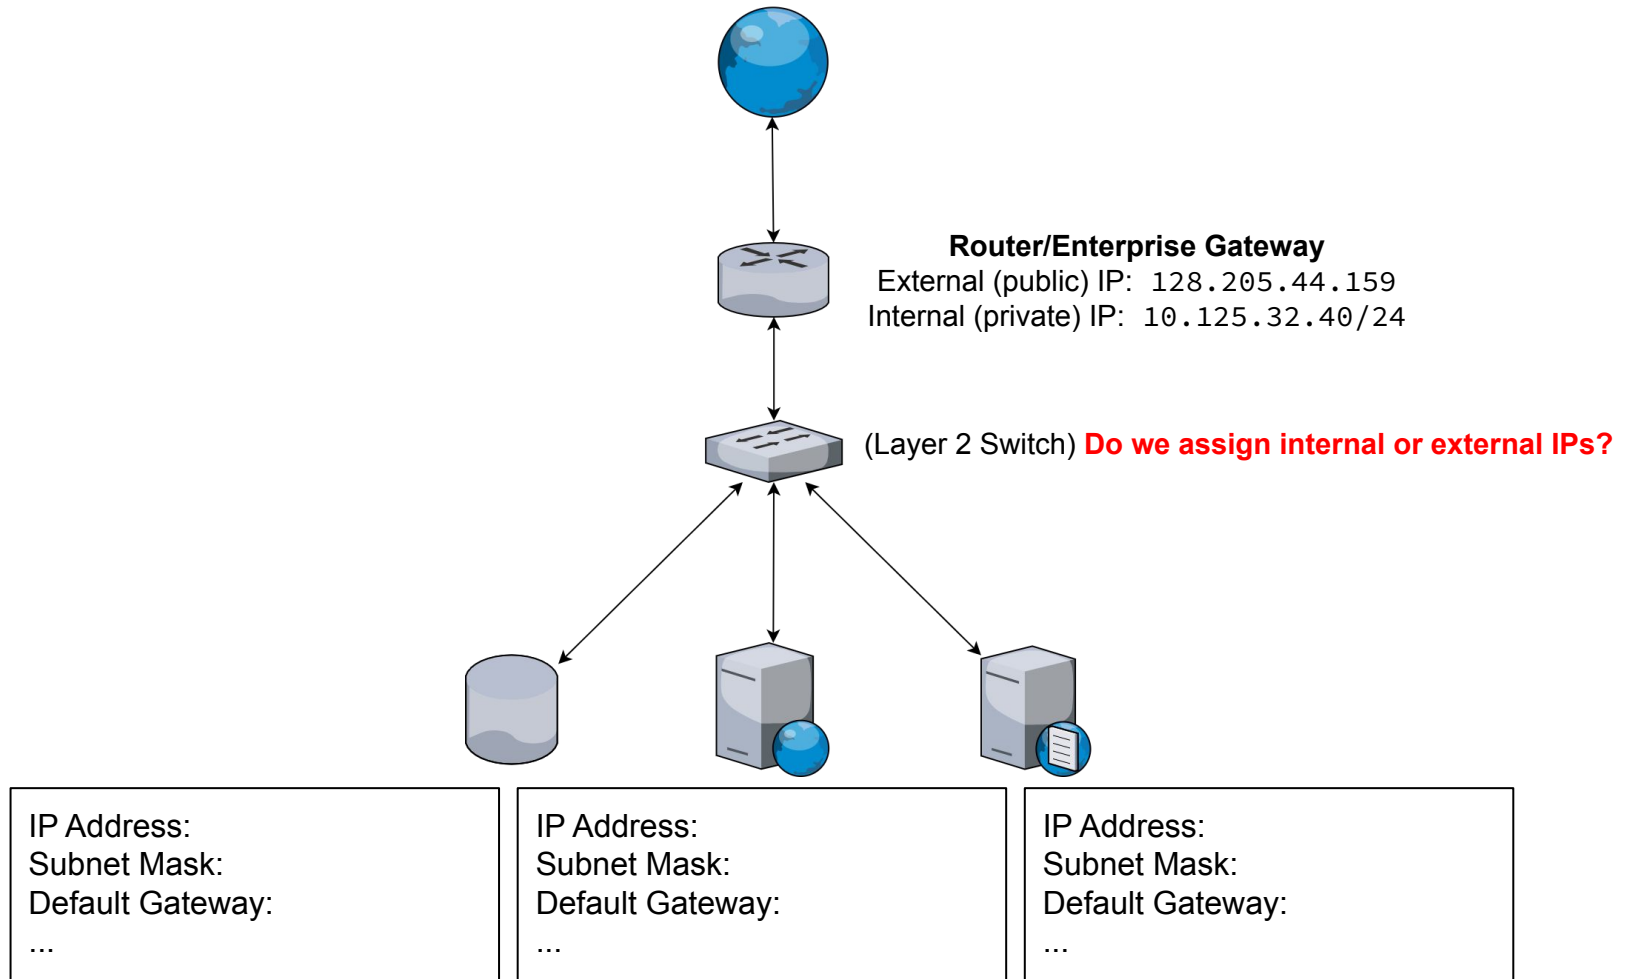 Router/Enterprise Gateway
External (public) IP: 128.205.44.159
Internal (private) IP: 10.125.32.40/24
(Layer 2 Switch) Do we assign internal or external IPs?
IP Address:
Subnet Mask:
Default Gateway:
...
IP Address:
Subnet Mask:
Default Gateway:
...
IP Address:
Subnet Mask:
Default Gateway:
...